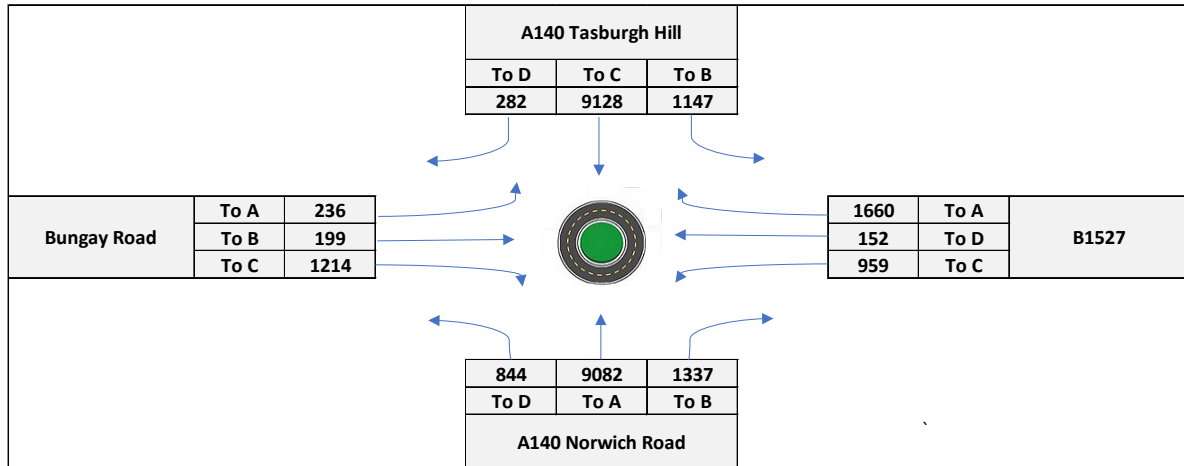 A140 Tasburgh Hill
To D To C To B
282 9128 1147
Bungay Road
To A 236
To B 199
To C 1214
1660 To A
152 To D
959 To C
B1527
844 9082 1337
To D To A To B
A140 Norwich Road
`